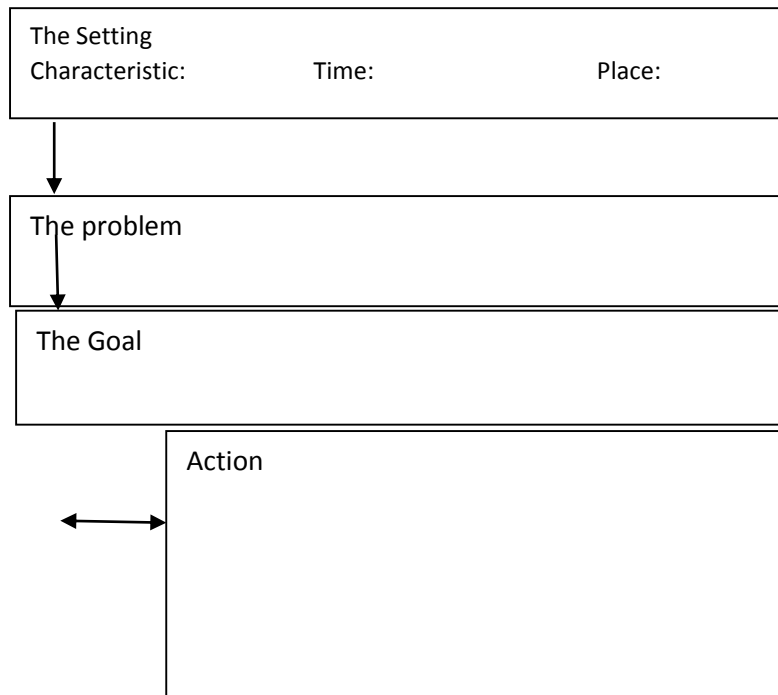 The Setting
Characteristic: Time: Place:
The problem
The Goal
Action